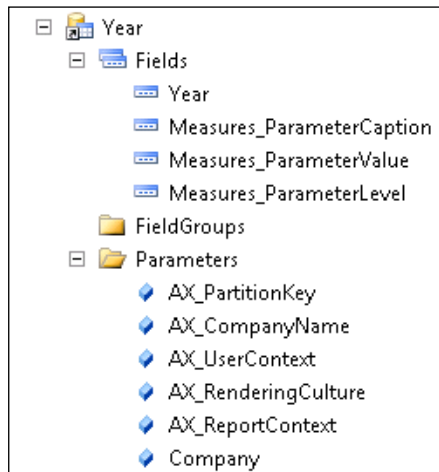 Year
Fields
Year
Measures_ParameterCaption
Measures_ParameterValue
Measures_ParameterLevel
FieldGroups
Parameters
AX_PartitionKey
AX_CompanyName
AX_UserContext
AX_RenderingCulture
AX_ReportContext
Company